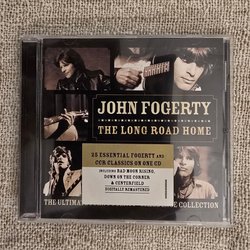 JOHN FOGERTY
THE LONG ROAD HOME
25 ESSENTIAL FOGERTY AND
CCR CLASSICS ON ONE CD
INCLUDING BAD MOON RISING
DOWN ON THE CORNER
& CENTERFIELD
DIGITALLY REMASTERED
THE ULTIMATE COLLECTION